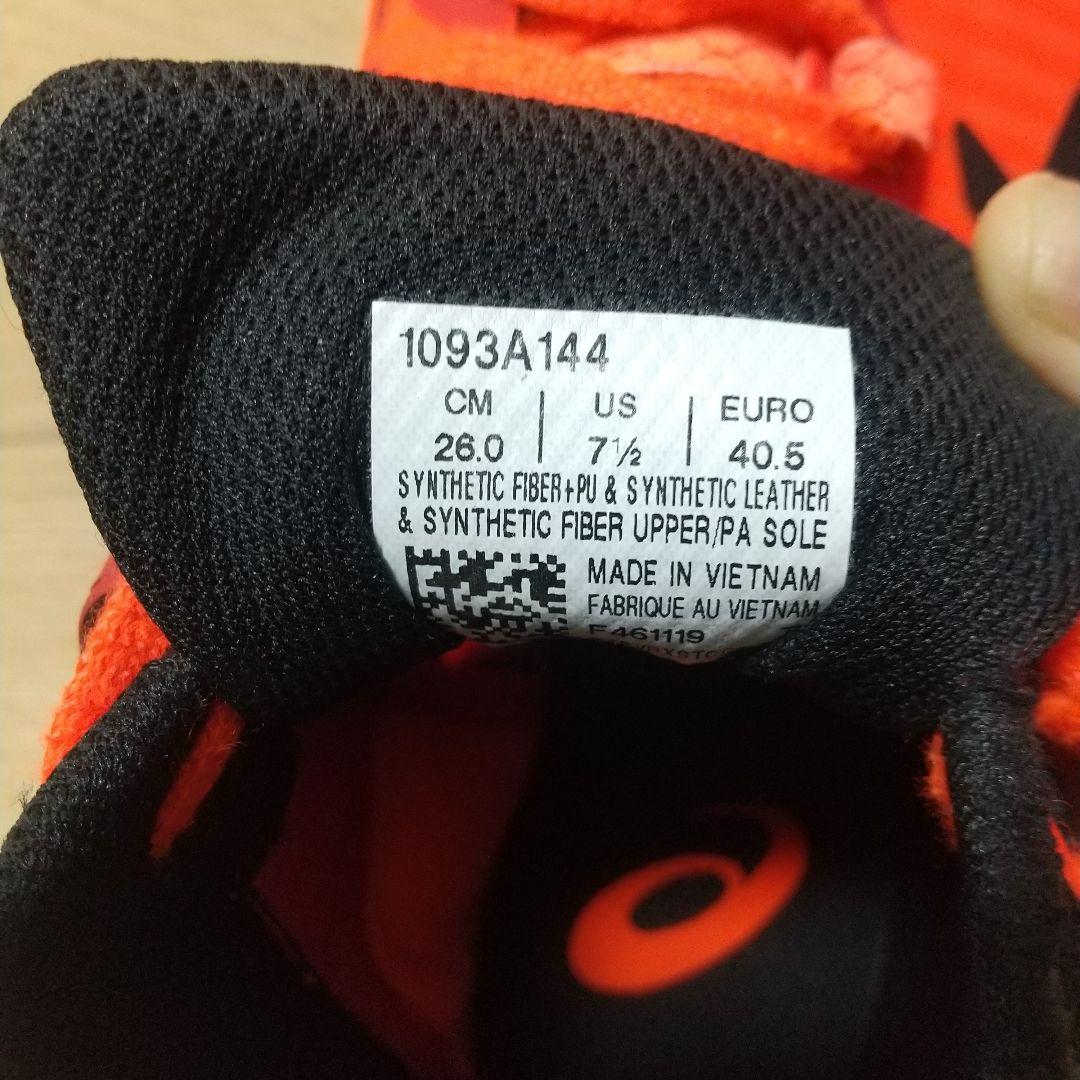 1093A144
CM | US | EURO
26.0 | 7½ | 40.5
SYNTHETIC FIBER+PU & SYNTHETIC LEATHER
& SYNTHETIC FIBER UPPER/PA SOLE
MADE IN VIETNAM
FABRIQUE AU VIETNAM
F461119